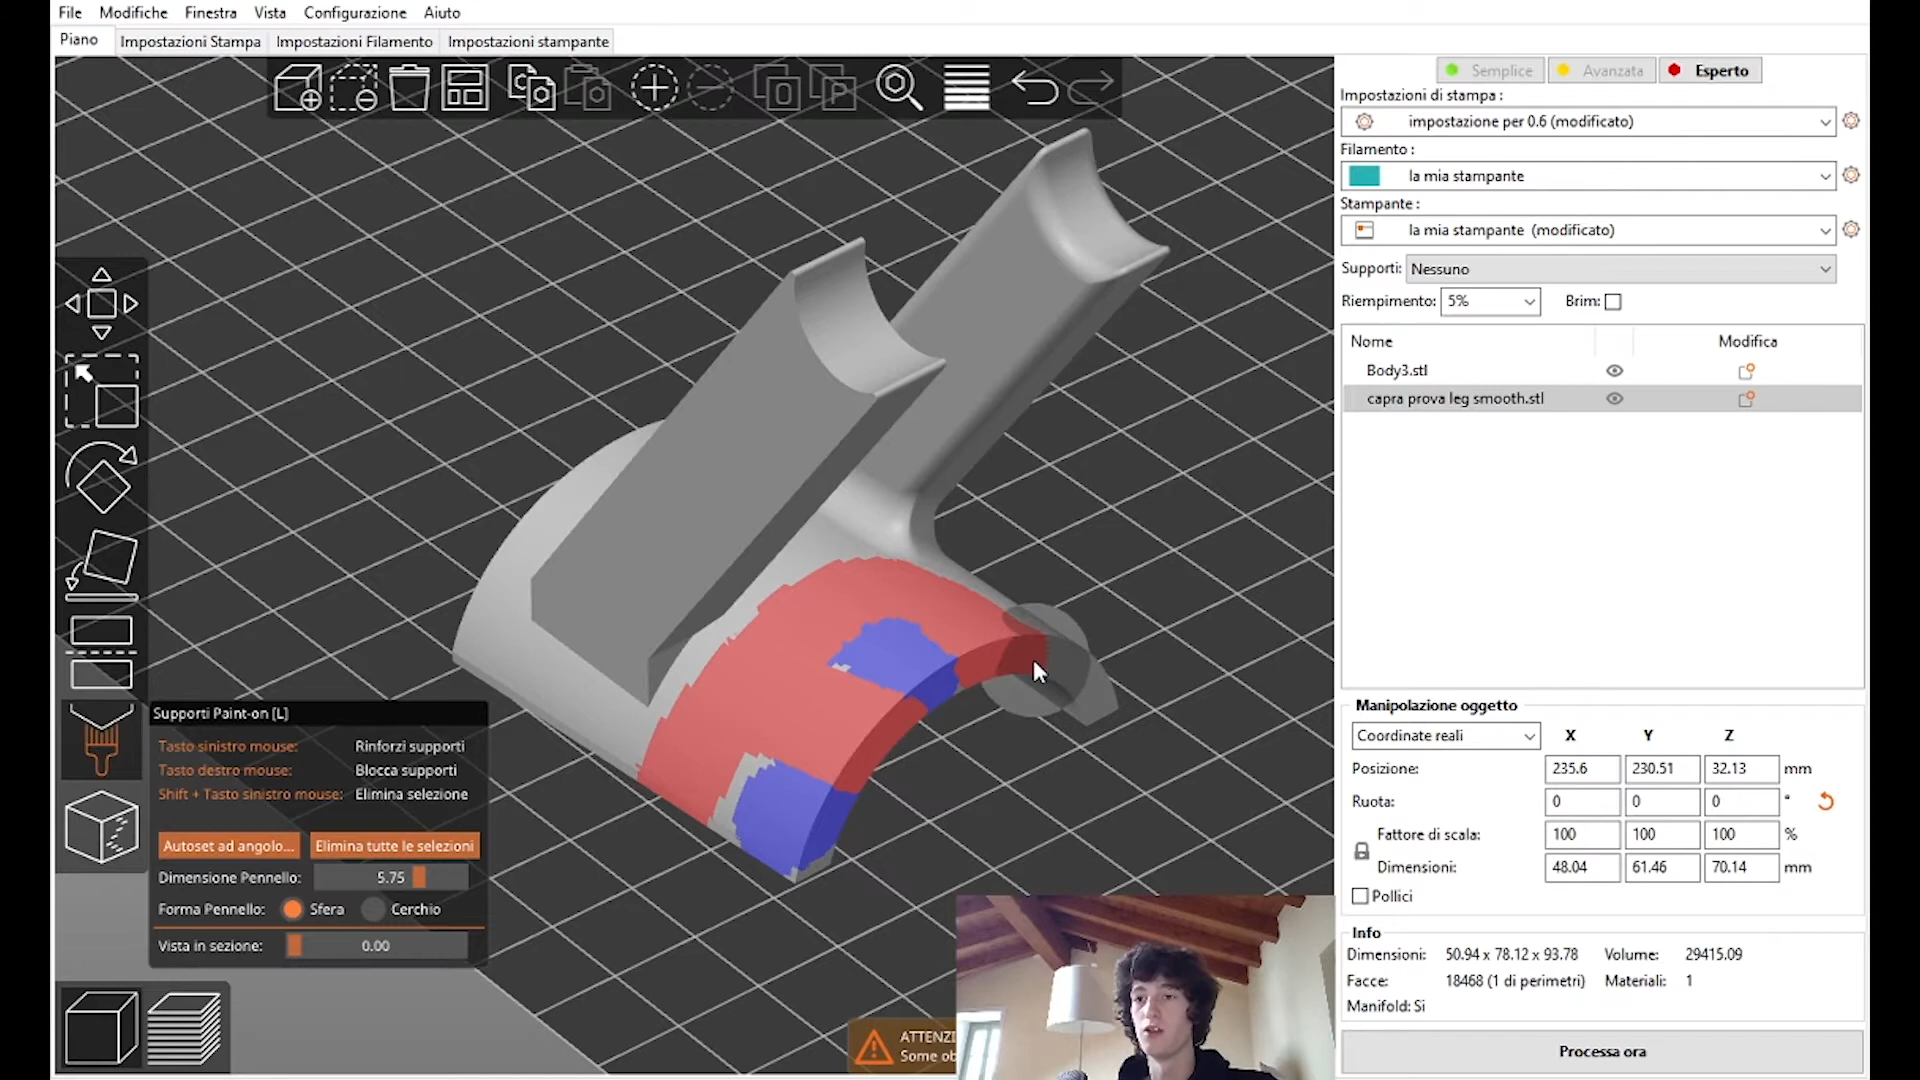 File Modifiche Finestra Vista Configurazione Aiuto
Piano Impostazioni Stampa Impostazioni Filamento Impostazioni stampante
Semplice Avanzata Esperto
Impostazioni di stampa :
impostazione per 0.6 (modificato)
Filamento :
la mia stampante
Stampante :
la mia stampante (modificato)
Supporti: Nessuno
Riempimento: 5% Brim:
Nome Modifica
Body3.stl
capra prova leg smooth.stl
Manipolazione oggetto
Coordinate reali X Y Z
Posizione: 235.6 230.51 32.13 mm
Ruota: 0 0 0 °
Fattore di scala: 100 100 100 %
Dimensioni: 48.04 61.46 70.14 mm
Pollici
Info
Dimensioni: 50.94 x 78.12 x 93.78 Volume: 29415.09
Facce: 18468 (1 di perimetri) Materiali: 1
Manifold: Si
Processa ora
Supporti Paint-on [L]
Tasto sinistro mouse: Rinforzi supporti
Tasto destro mouse: Blocca supporti
Shift + Tasto sinistro mouse: Elimina selezione
Autoset ad angolo... Elimina tutte le selezioni
Dimensione Pennello: 5.75
Forma Pennello: Sfera Cerchio
Vista in sezione: 0.00
ATTENZI
Some ob